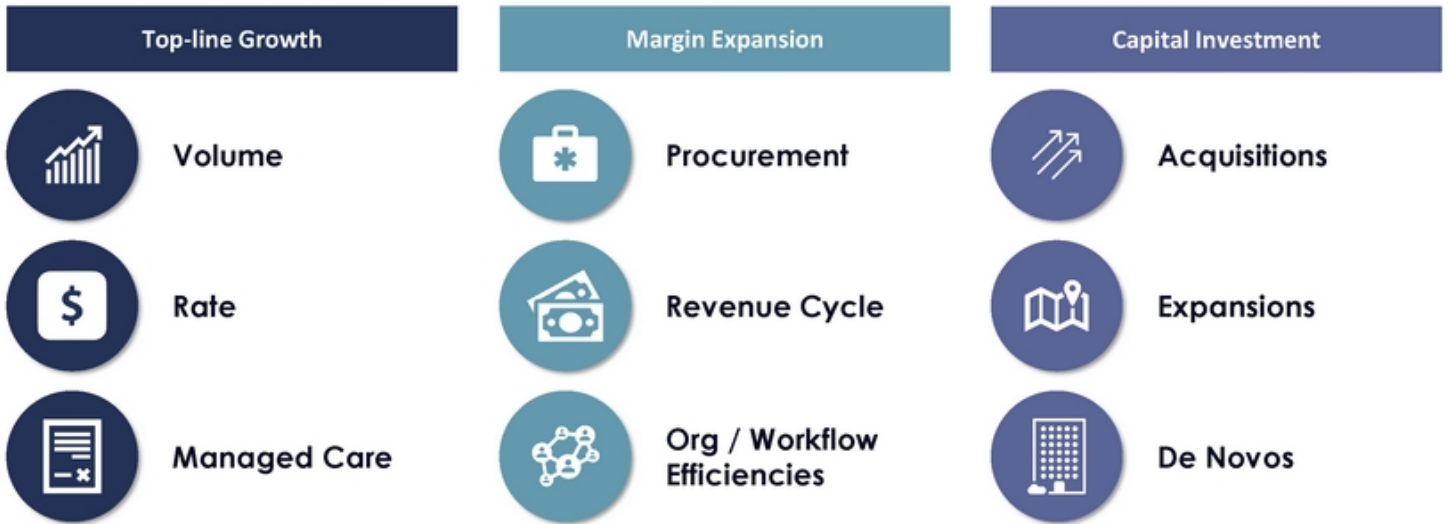 Top-line Growth
Volume
Rate
$
Managed Care
Margin Expansion
Procurement
Revenue Cycle
Org / Workflow
Efficiencies
Capital Investment
Acquisitions
Expansions
De Novos